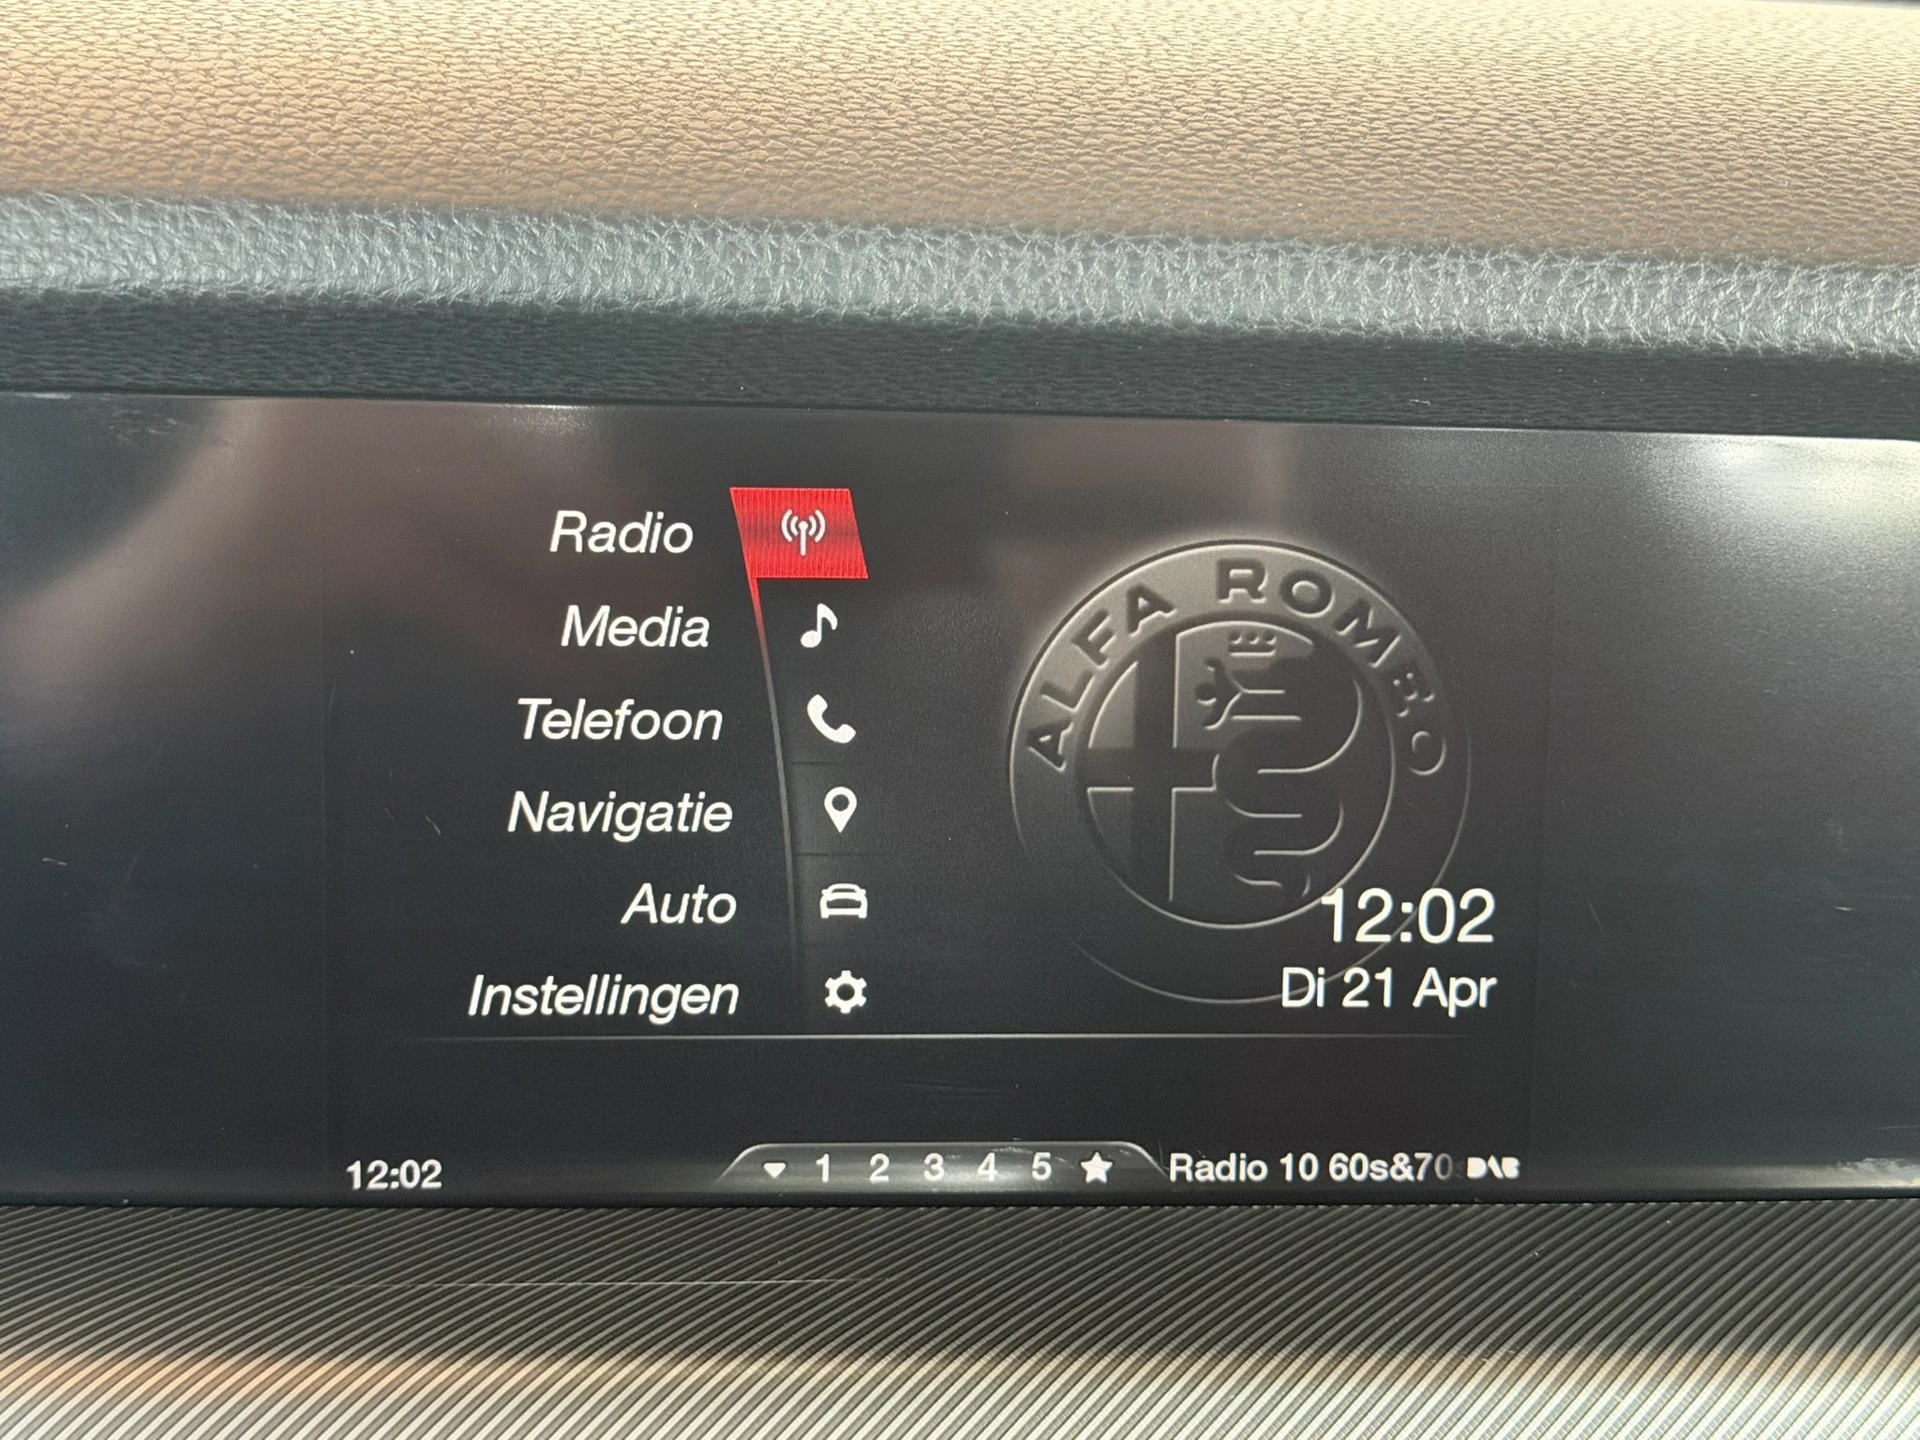 Radio
Media
Telefoon
Navigatie
Auto
Instellingen
ALFA ROMEO
12:02
Di 21 Apr
12:02
1 2 3 4 5
Radio 10 60s&70
DAB